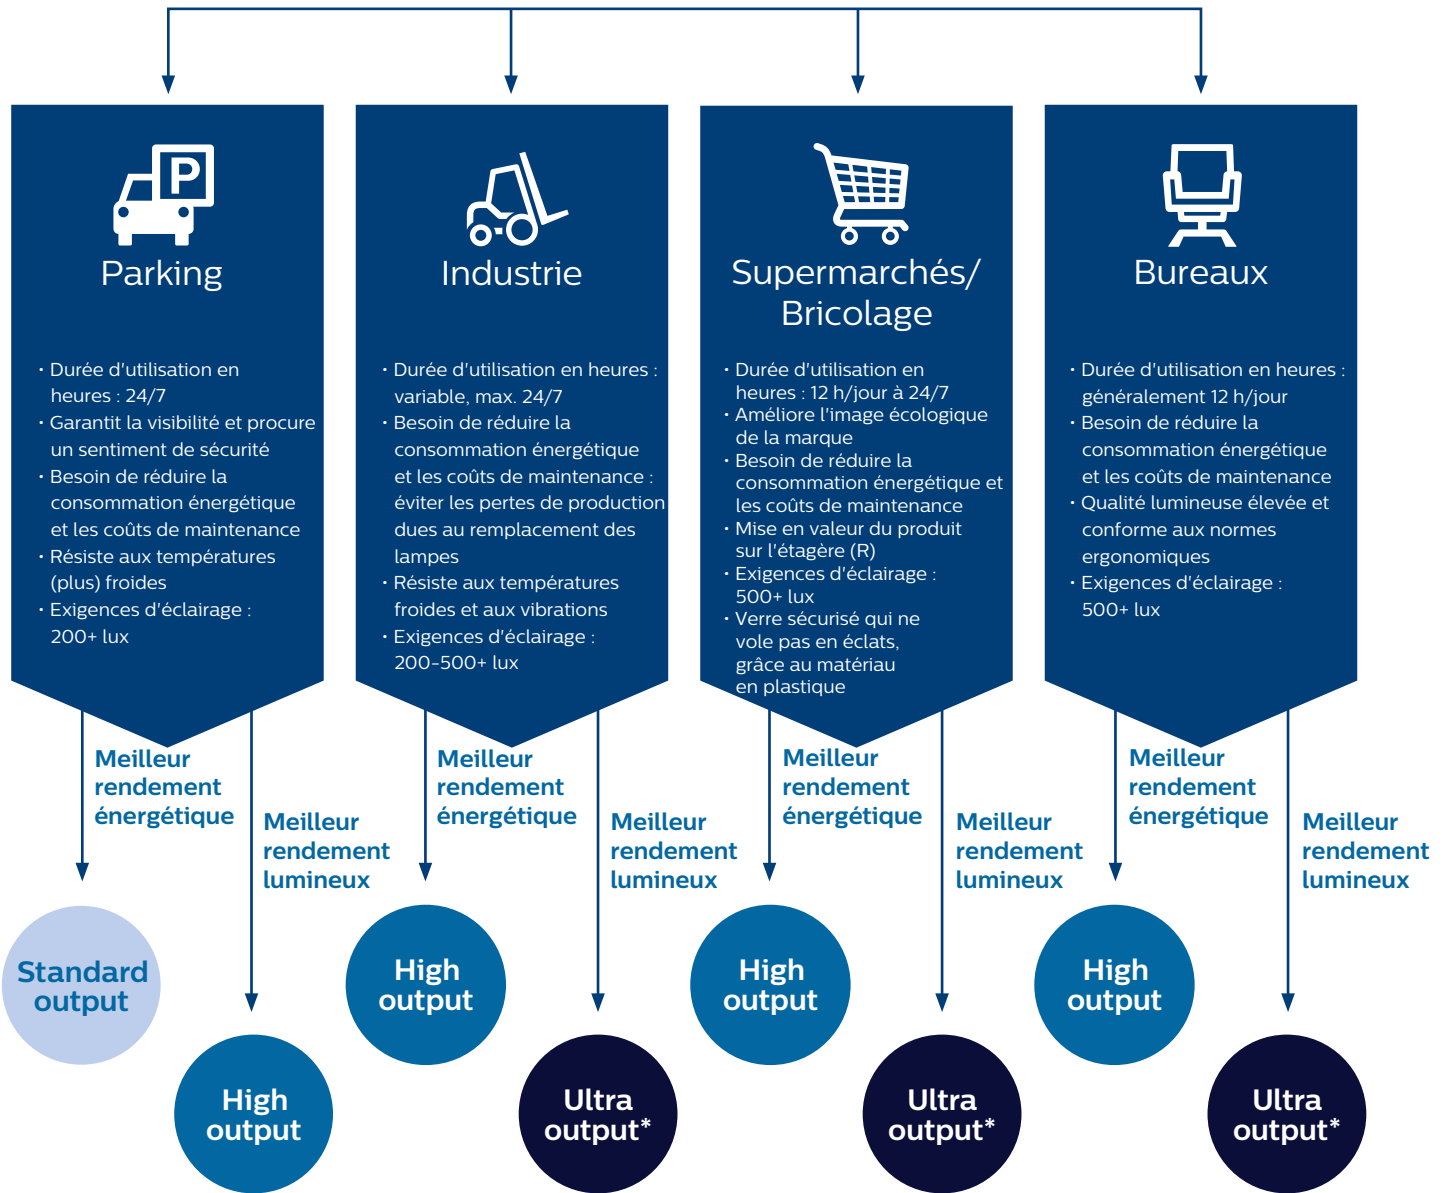 P
Parking
· Durée d'utilisation en
heures : 24/7
· Garantit la visibilité et procure
un sentiment de sécurité
· Besoin de réduire la
consommation énergétique
et les coûts de maintenance
· Résiste aux températures
(plus) froides
· Exigences d'éclairage :
200+ lux
Industrie
· Durée d'utilisation en heures :
variable, max. 24/7
· Besoin de réduire la
consommation énergétique
et les coûts de maintenance :
éviter les pertes de production
dues au remplacement des
lampes
· Résiste aux températures
froides et aux vibrations
· Exigences d'éclairage :
200-500+ lux
Supermarchés/
Bricolage
· Durée d'utilisation en
heures : 12 h/jour à 24/7
· Améliore l'image écologique
de la marque
· Besoin de réduire la
consommation énergétique et
les coûts de maintenance
· Mise en valeur du produit
sur l'étagère (R)
· Exigences d'éclairage :
500+ lux
· Verre sécurisé qui ne
vole pas en éclats,
grâce au matériau
en plastique
Bureaux
· Durée d'utilisation en heures :
généralement 12 h/jour
· Besoin de réduire la
consommation énergétique
et les coûts de maintenance
· Qualité lumineuse élevée et
conforme aux normes
ergonomiques
· Exigences d'éclairage :
500+ lux
Meilleur
rendement
énergétique
Meilleur
rendement
lumineux
Meilleur
rendement
énergétique
Meilleur
rendement
lumineux
Meilleur
rendement
énergétique
Meilleur
rendement
lumineux
Meilleur
rendement
énergétique
Meilleur
rendement
lumineux
Standard
output
High
output
High
output
Ultra
output*
High
output
Ultra
output*
High
output
Ultra
output*